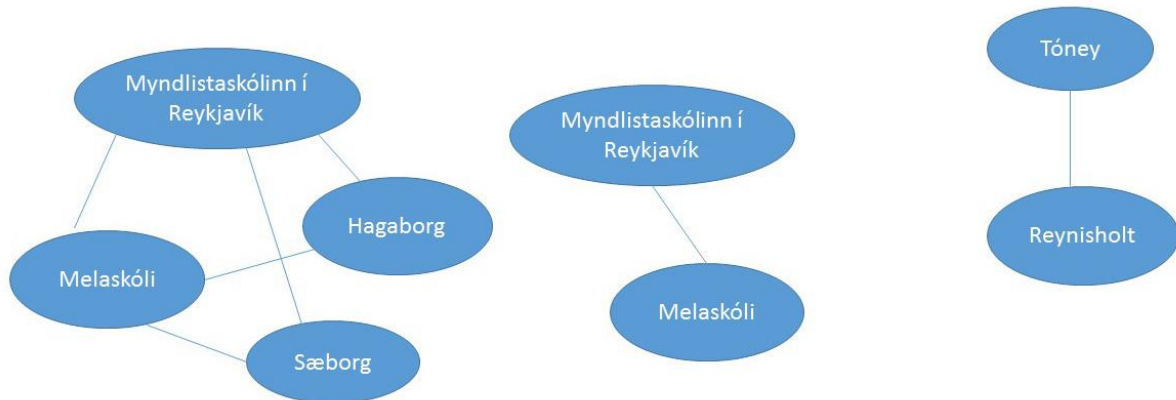 Myndlistaskólinn í
Reykjavík
Hagaborg
Melaskóli
Sæborg
Myndlistaskólinn í
Reykjavík
Melaskóli
Tóney
Reynisholt